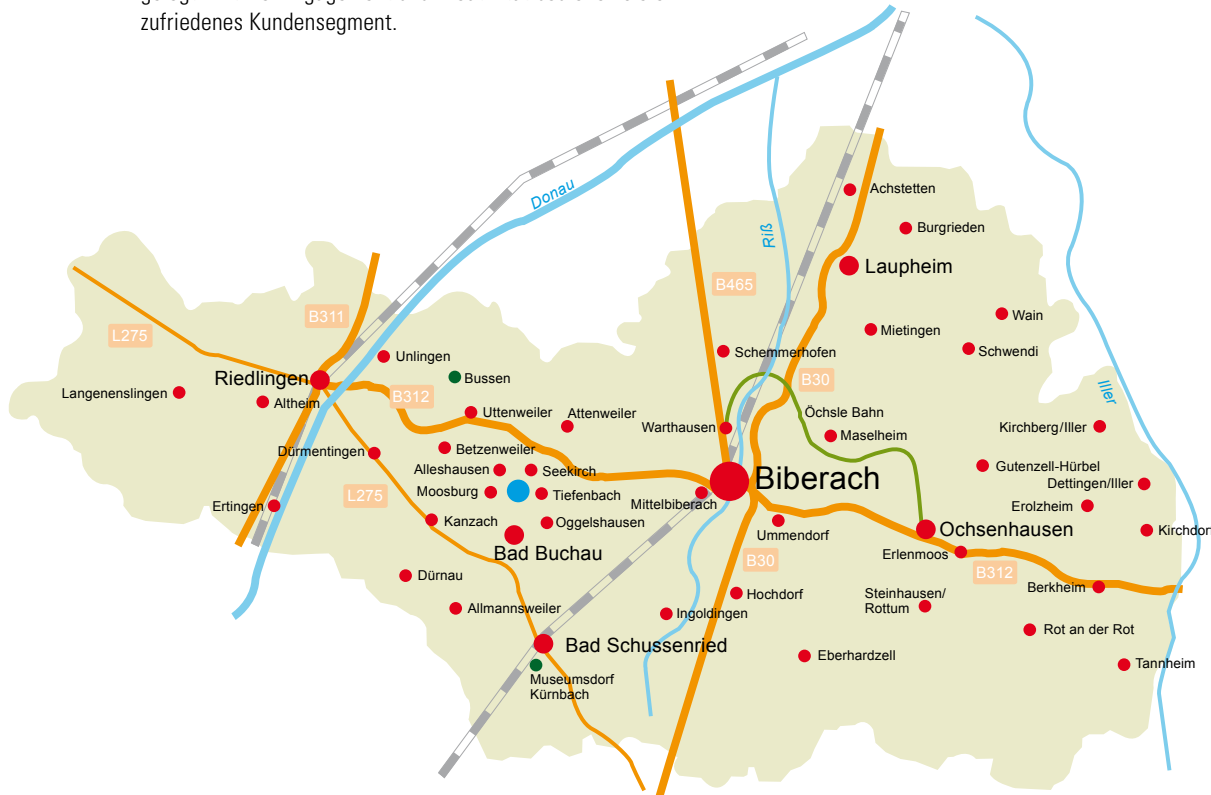 zufriedenes Kundensegment.
Donau
Riß
Iller
Achstetten
Burgrieden
Laupheim
B465
B311
L275
Wain
Mietingen
Schwendi
Schemmerhofen
Unlingen
Riedlingen
Bussen
B30
B312
Langenenslingen
Altheim
Uttenweiler
Attenweiler
Öchsle Bahn
Warthausen
Maselheim
Kirchberg/Iller
Dürmentingen
Betzenweiler
Alleshausen
Seekirch
Gutenzell-Hürbel
Biberach
Dettingen/Iller
L275
Moosburg
Tiefenbach
Mittelbiberach
Ertingen
Erolzheim
Kanzach
Oggelshausen
Ummendorf
Ochsenhausen
Kirchdorf
Bad Buchau
Erlenmoos
B30
B312
Dürnau
Berkheim
Hochdorf
Steinhausen/
Rottum
Allmannsweiler
Ingoldingen
Rot an der Rot
Bad Schussenried
Eberhardzell
Tannheim
Museumsdorf
Kürnbach